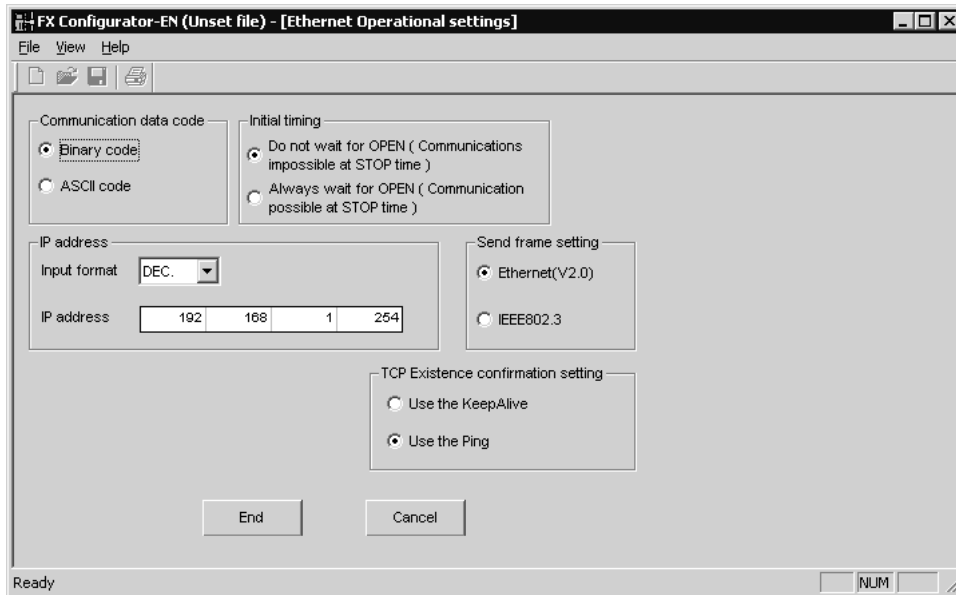 FX Configurator-EN (Unset file) - [Ethernet Operational settings]
File View Help
Communication data code
Binary code
ASCII code
Initial timing
Do not wait for OPEN ( Communications
impossible at STOP time )
Always wait for OPEN ( Communication
possible at STOP time )
IP address
Input format DEC.
IP address 192 168 1 254
Send frame setting
Ethernet(V2.0)
IEEE802.3
TCP Existence confirmation setting
Use the KeepAlive
Use the Ping
End Cancel
Ready NUM